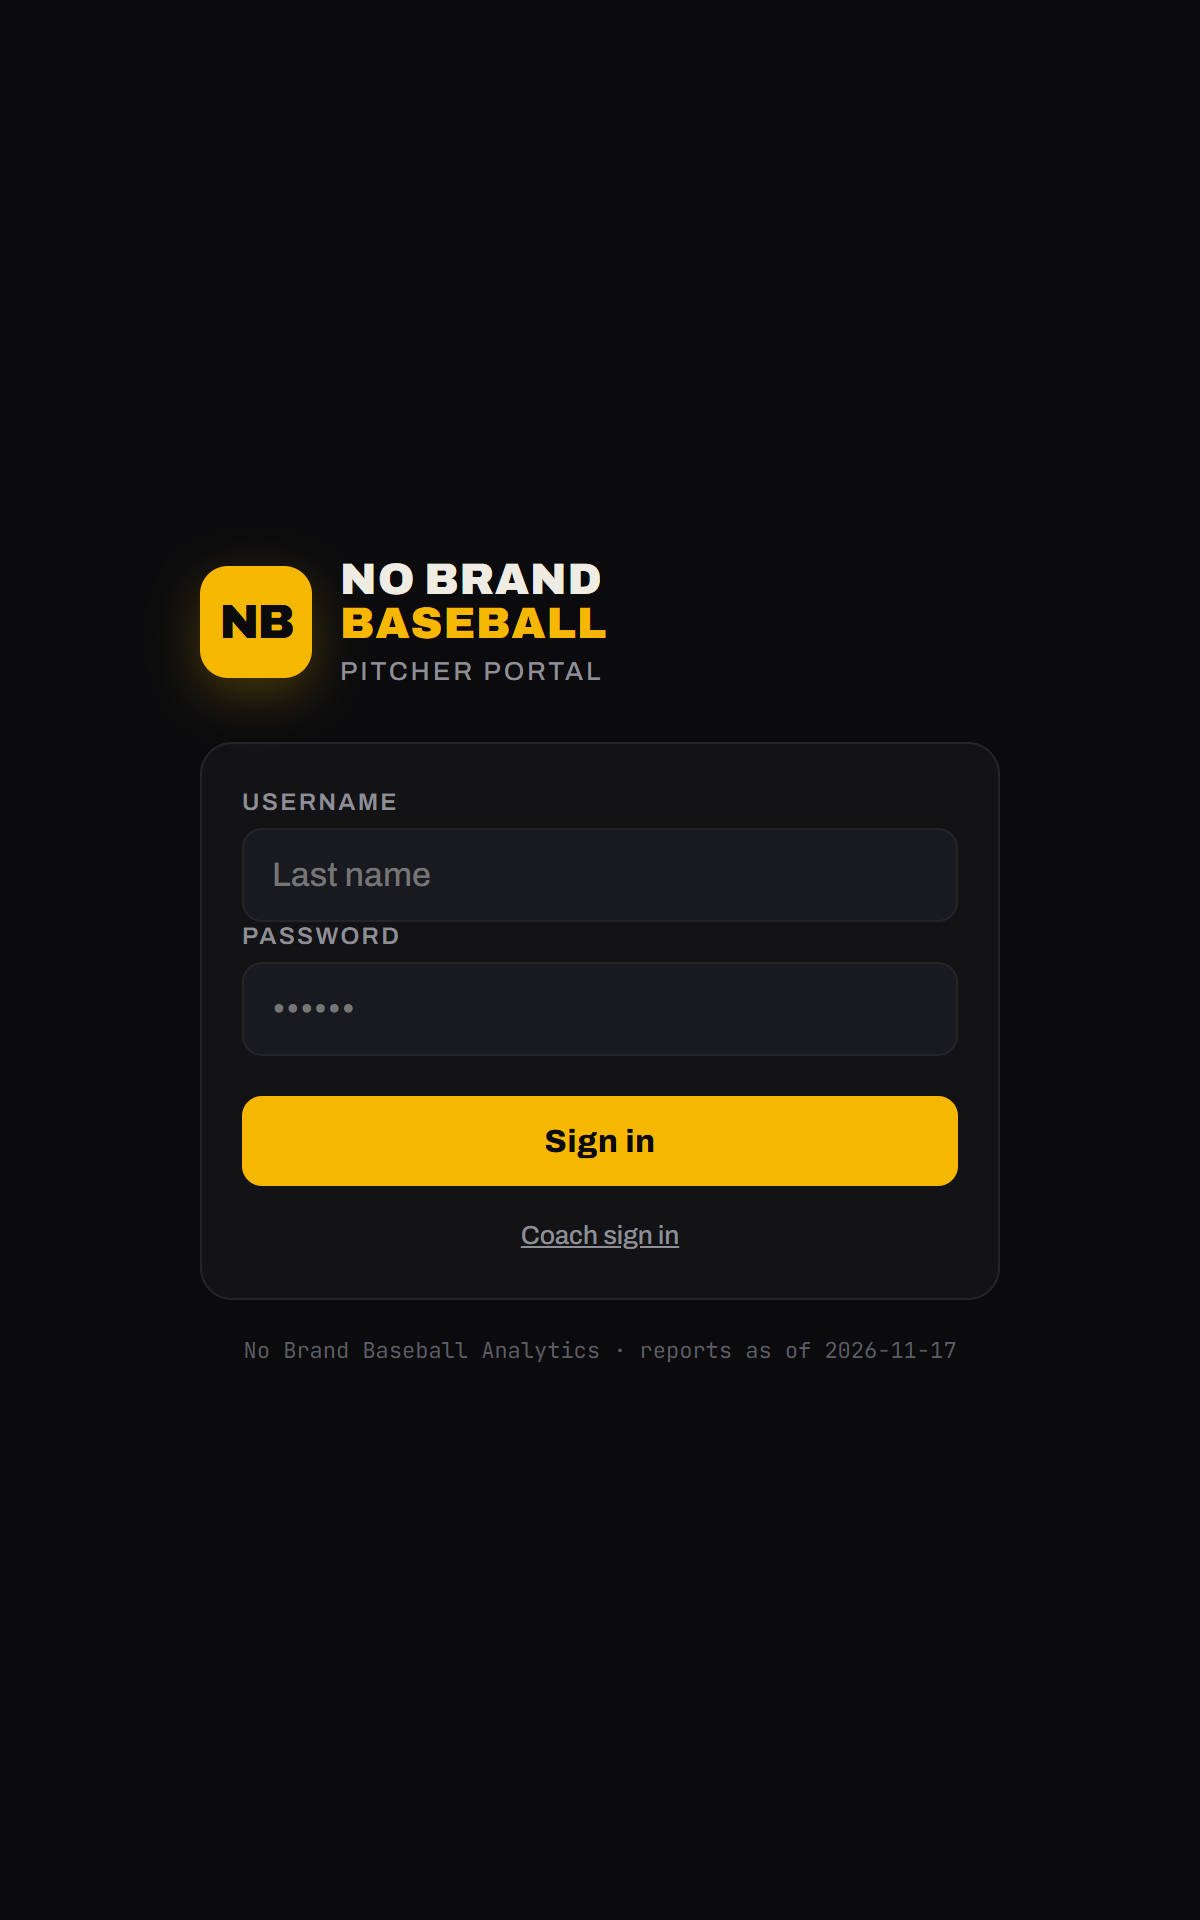 NB
NO BRAND
BASEBALL
PITCHER PORTAL
USERNAME
Last name
PASSWORD
••••••
Sign in
Coach sign in
No Brand Baseball Analytics · reports as of 2026-11-17